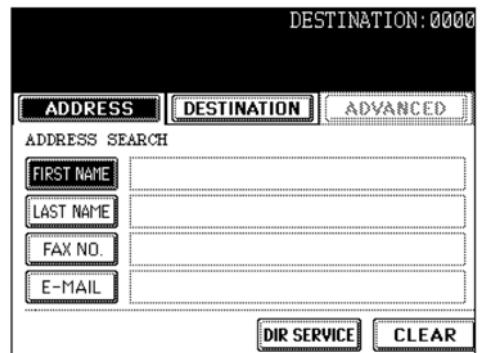 DESTINATION:0000
ADDRESS DESTINATION ADVANCED
ADDRESS SEARCH
FIRST NAME
LAST NAME
FAX NO.
E-MAIL
DIR SERVICE CLEAR